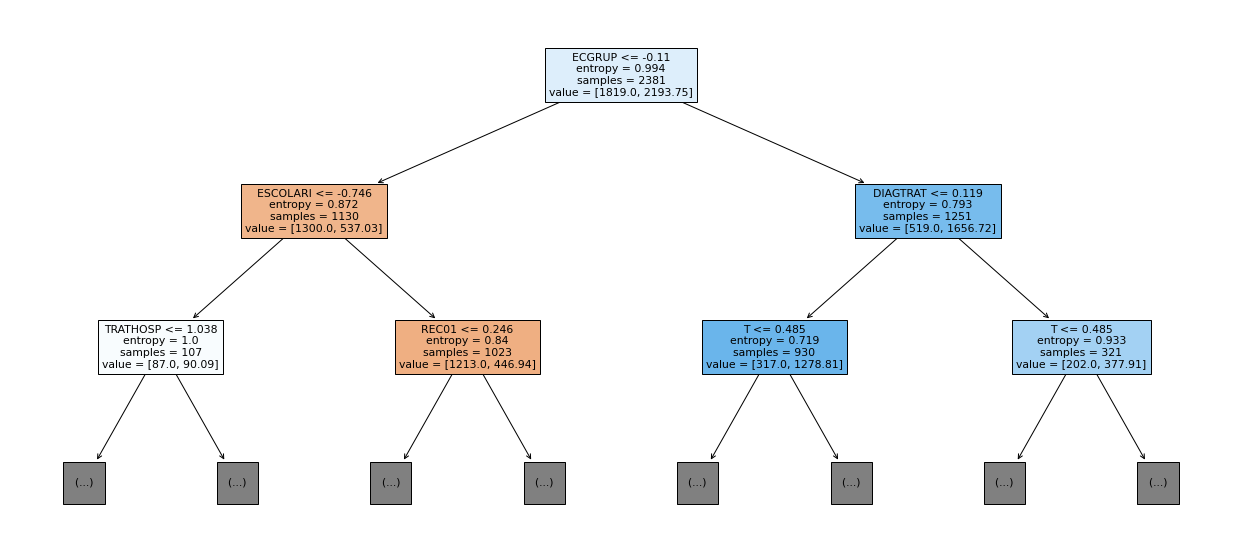 ECGRUP <= -0.11
entropy = 0.994
samples = 2381
value = [1819.0, 2193.75]
ESCOLARI <= -0.746
entropy = 0.872
samples = 1130
value = [1300.0, 537.03]
DIAGTRAT <= 0.119
entropy = 0.793
samples = 1251
value = [519.0, 1656.72]
TRATHOSP <= 1.038
entropy = 1.0
samples = 107
value = [87.0, 90.09]
REC01 <= 0.246
entropy = 0.84
samples = 1023
value = [1213.0, 446.94]
T <= 0.485
entropy = 0.719
samples = 930
value = [317.0, 1278.81]
T <= 0.485
entropy = 0.933
samples = 321
value = [202.0, 377.91]
(...)
(...)
(...)
(...)
(...)
(...)
(...)
(...)